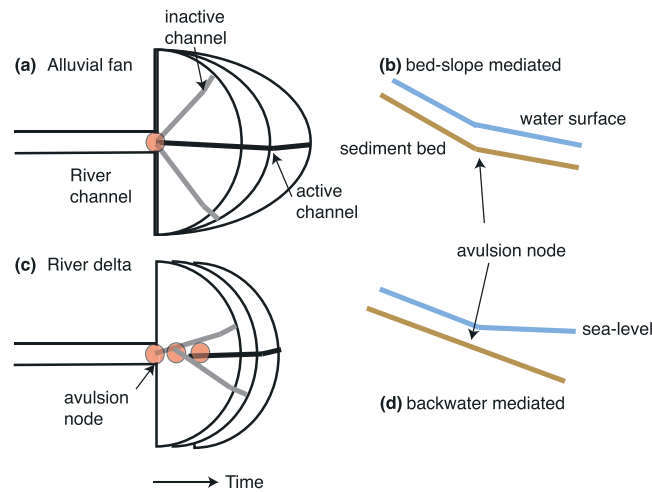 inactive
channel
(a) Alluvial fan
(b) bed-slope mediated
water surface
sediment bed
River
channel
active
channel
avulsion node
(c) River delta
sea-level
avulsion
node
(d) backwater mediated
Time